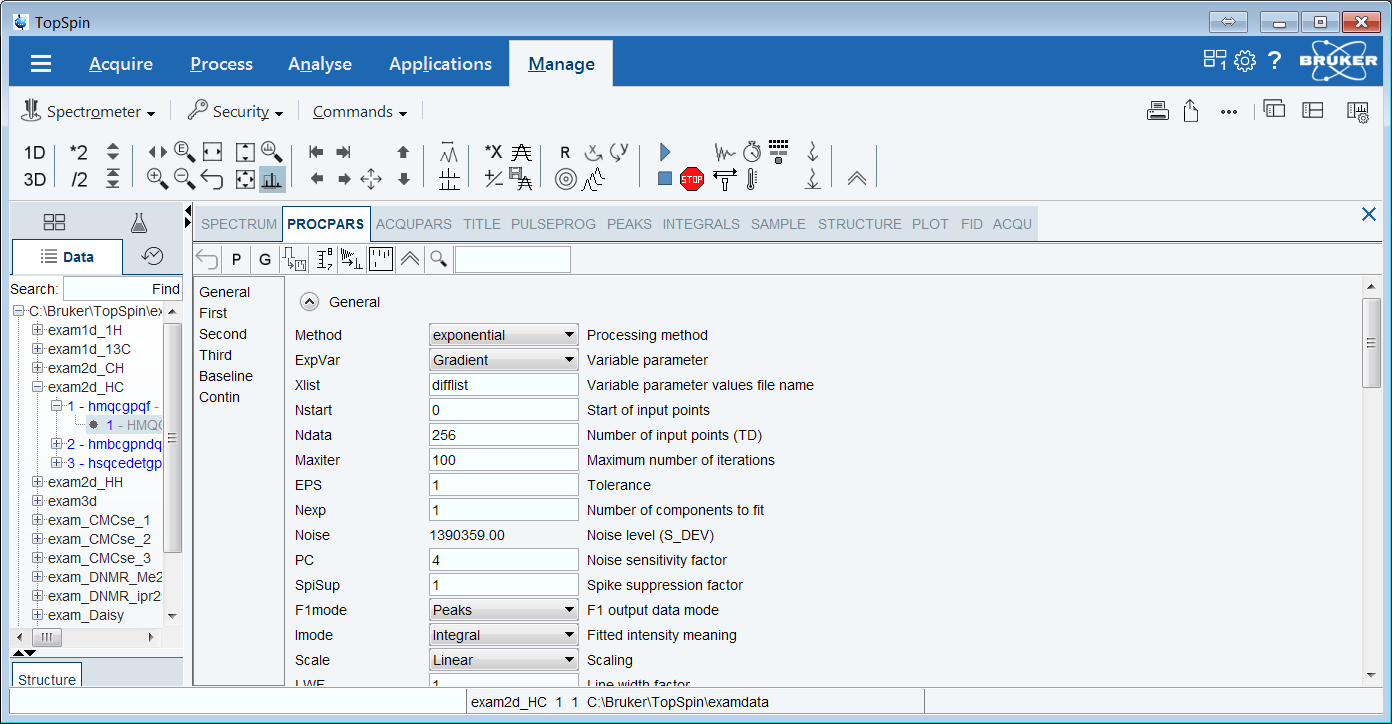 TopSpin
Acquire Process Analyse Applications Manage
1 ? BRUKER
Spectrometer Security Commands
1D *2 *X R
3D /2 STOP
SPECTRUM PROCPARS ACQUPARS TITLE PULSEPROG PEAKS INTEGRALS SAMPLE STRUCTURE PLOT FID ACQU
Data
P G
Search: Find
C:\Bruker\TopSpin\ex
exam1d_1H
exam1d_13C
exam2d_CH
exam2d_HC
1 - hmqcgpqf -
1 - HMQC
2 - hmbcgpndq
3 - hsqcedetgp
exam2d_HH
exam3d
exam_CMCse_1
exam_CMCse_2
exam_CMCse_3
exam_DNMR_Me2
exam_DNMR_ipr2
exam_Daisy
Structure
General
First
Second
Third
Baseline
Contin
General
Method exponential Processing method
ExpVar Gradient Variable parameter
Xlist difflist Variable parameter values file name
Nstart 0 Start of input points
Ndata 256 Number of input points (TD)
Maxiter 100 Maximum number of iterations
EPS 1 Tolerance
Nexp 1 Number of components to fit
Noise 1390359.00 Noise level (S_DEV)
PC 4 Noise sensitivity factor
SpiSup 1 Spike suppression factor
F1mode Peaks F1 output data mode
Imode Integral Fitted intensity meaning
Scale Linear Scaling
LWF 1 Line width factor
exam2d_HC 1 1 C:\Bruker\TopSpin\examdata